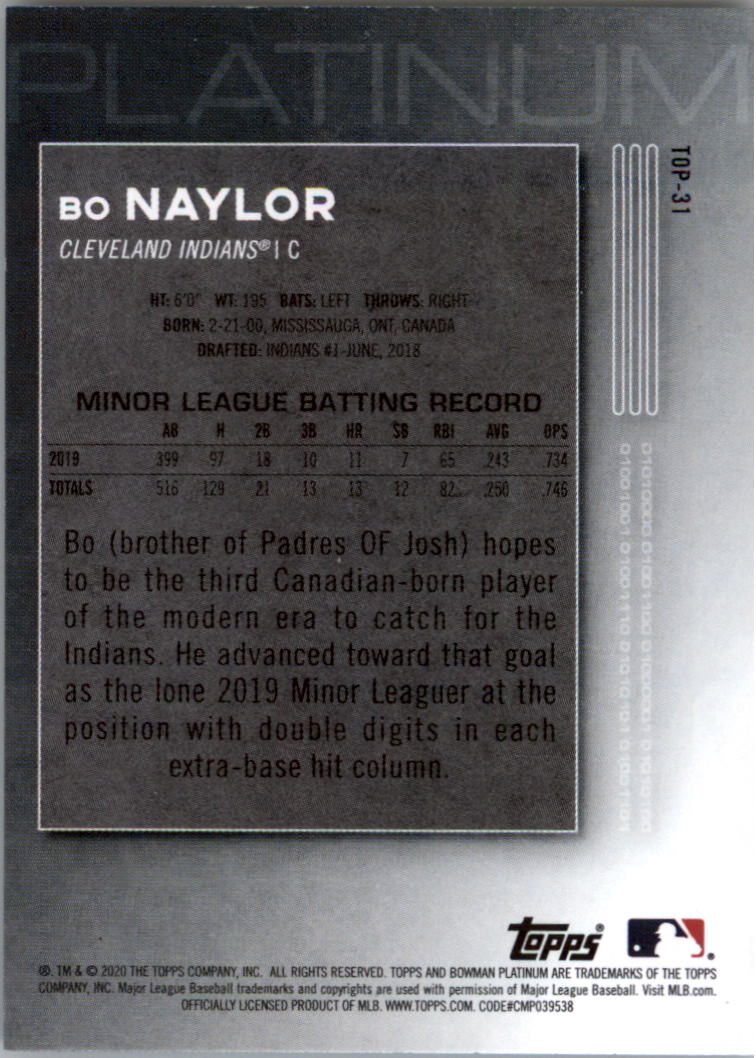 PLATINUM
TOP-31
BO NAYLOR
CLEVELAND INDIANS® | C
HT: 6'0" WT: 195 BATS: LEFT THROWS: RIGHT
BORN: 2-21-00, MISSISSAUGA, ONT, CANADA
DRAFTED: INDIANS #1-JUNE, 2018
MINOR LEAGUE BATTING RECORD
AB H 2B 3B HR SB RBI AVG OPS
2019 399 97 18 10 11 7 65 .243 .734
TOTALS 516 129 21 13 13 12 82 .250 .746
Bo (brother of Padres OF Josh) hopes
to be the third Canadian-born player
of the modern era to catch for the
Indians. He advanced toward that goal
as the lone 2019 Minor Leaguer at the
position with double digits in each
extra-base hit column.
topps®
®, TM & © 2020 THE TOPPS COMPANY, INC. ALL RIGHTS RESERVED. TOPPS AND BOWMAN PLATINUM ARE TRADEMARKS OF THE TOPPS
COMPANY, INC. Major League Baseball trademarks and copyrights are used with permission of Major League Baseball. Visit MLB.com.
OFFICIALLY LICENSED PRODUCT OF MLB. WWW.TOPPS.COM. CODE#CMP039538